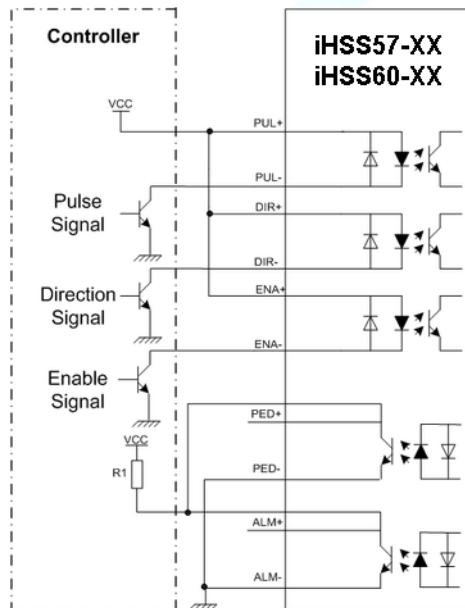 Controller
iHSS57-XX
iHSS60-XX
VCC
PUL+
PUL-
Pulse
Signal
DIR+
DIR-
Direction
Signal
ENA+
ENA-
Enable
Signal
VCC
R1
PED+
PED-
ALM+
ALM-